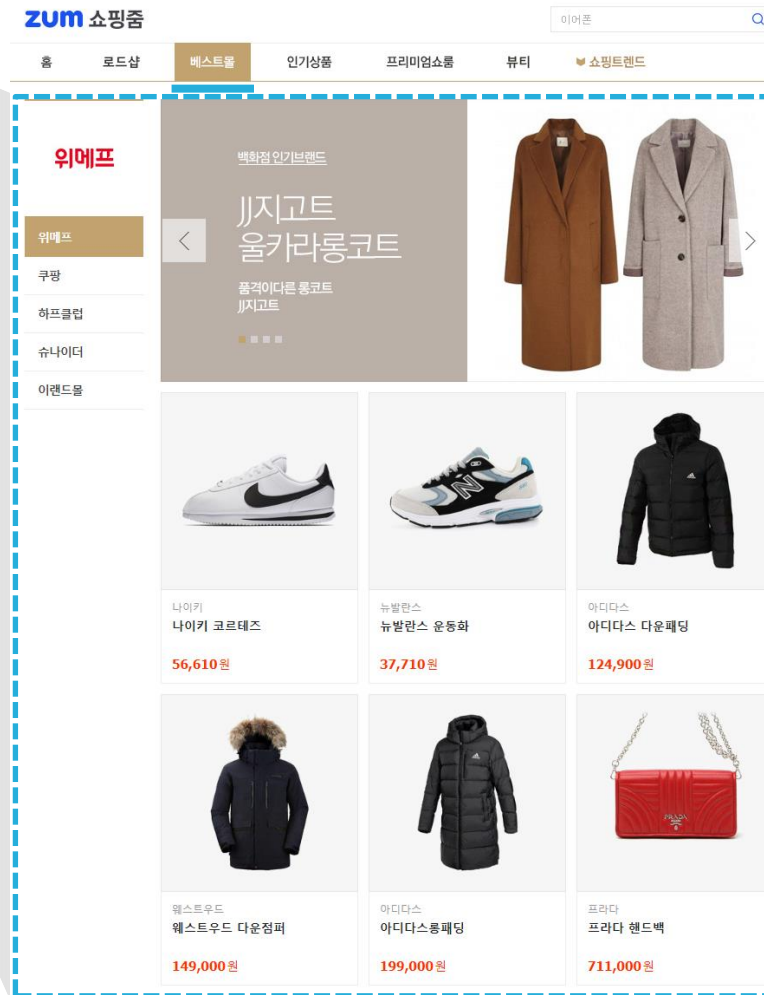 zum 쇼핑줌
이어폰
홈 로드샵 베스트몰 인기상품 프리미엄쇼룸 뷰티 쇼핑트렌드
위메프
위메프
쿠팡
하프클럽
슈나이더
이랜드몰
백화점 인기브랜드
JJ지고트
울카라롱코트
품격이다른 롱코트
JJ지고트
나이키
나이키 코르테즈
56,610원
뉴발란스
뉴발란스 운동화
37,710원
아디다스
아디다스 다운패딩
124,900원
PRADA
웨스트우드
웨스트우드 다운점퍼
149,000원
아디다스
아디다스롱패딩
199,000원
프라다
프라다 핸드백
711,000원